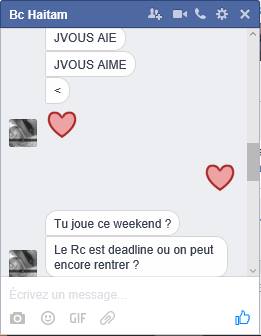 Bc Haitam
JVOUS AIE
JVOUS AIME
<
Tu joue ce weekend ?
Le Rc est deadline ou on peut
encore rentrer ?
Écrivez un message...
GIF